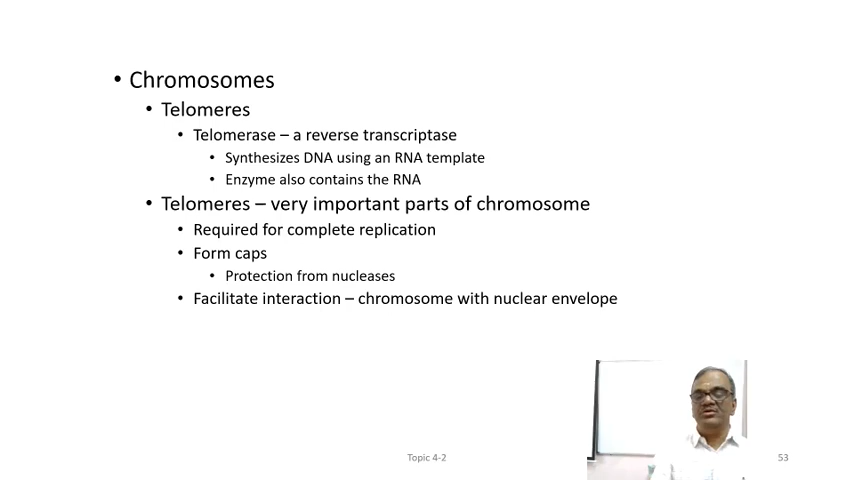 • Chromosomes
• Telomeres
• Telomerase – a reverse transcriptase
• Synthesizes DNA using an RNA template
• Enzyme also contains the RNA
• Telomeres – very important parts of chromosome
• Required for complete replication
• Form caps
• Protection from nucleases
• Facilitate interaction – chromosome with nuclear envelope
Topic 4-2
53